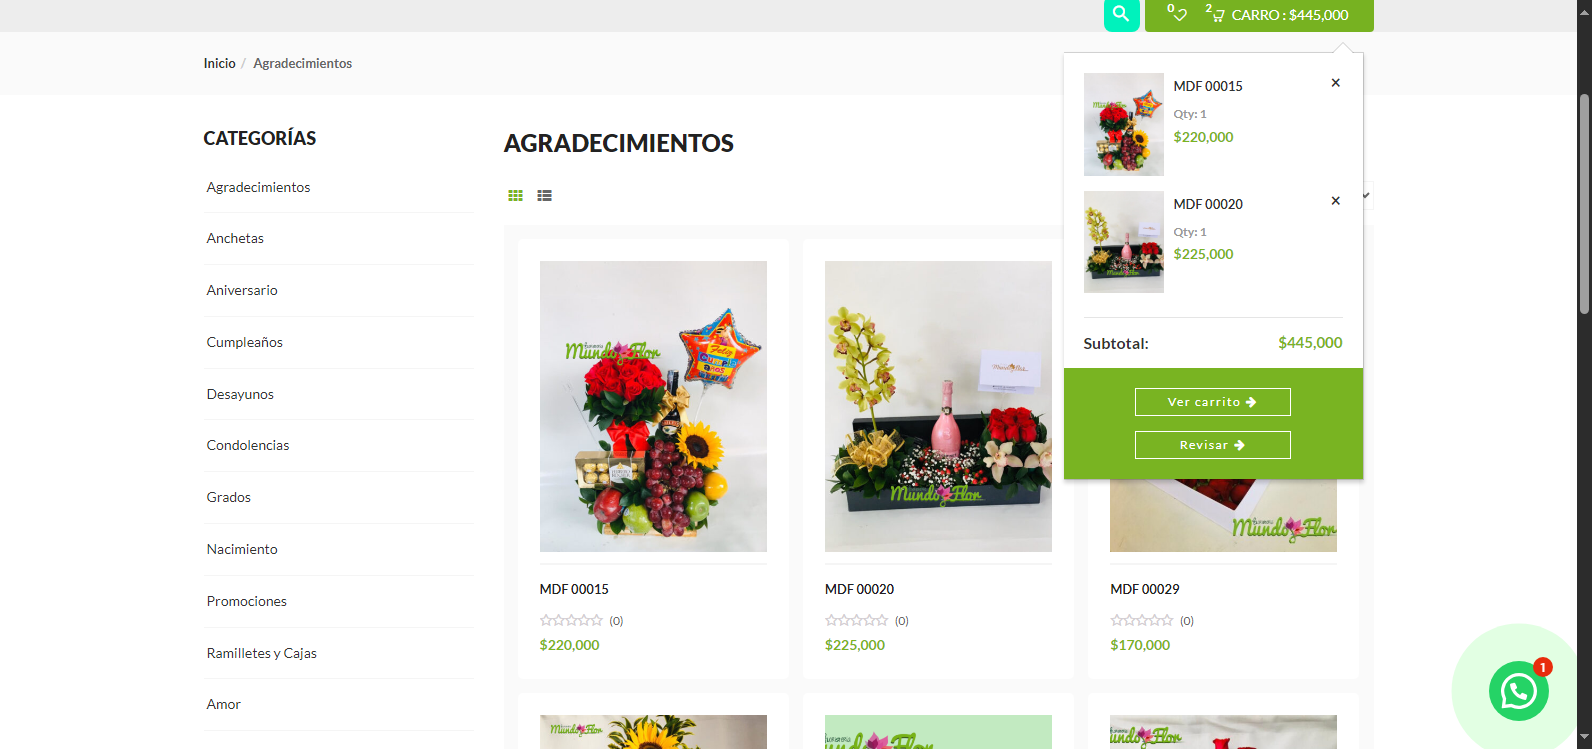 0
2
CARRO : $445,000
Inicio / Agradecimientos
MDF 00015
×
Qty: 1
$220,000
MDF 00020
×
Qty: 1
$225,000
Subtotal:
$445,000
Ver carrito
Revisar
CATEGORÍAS
Agradecimientos
Anchetas
Aniversario
Cumpleaños
Desayunos
Condolencias
Grados
Nacimiento
Promociones
Ramilletes y Cajas
Amor
AGRADECIMIENTOS
Mundo Flor
Feliz
Cumple
años
MDF 00015
(0)
$220,000
Mundo Flor
MDF 00020
(0)
$225,000
Mundo Flor
MDF 00029
(0)
$170,000
Mundo Flor
Mundo Flor
Mundo Flor
1